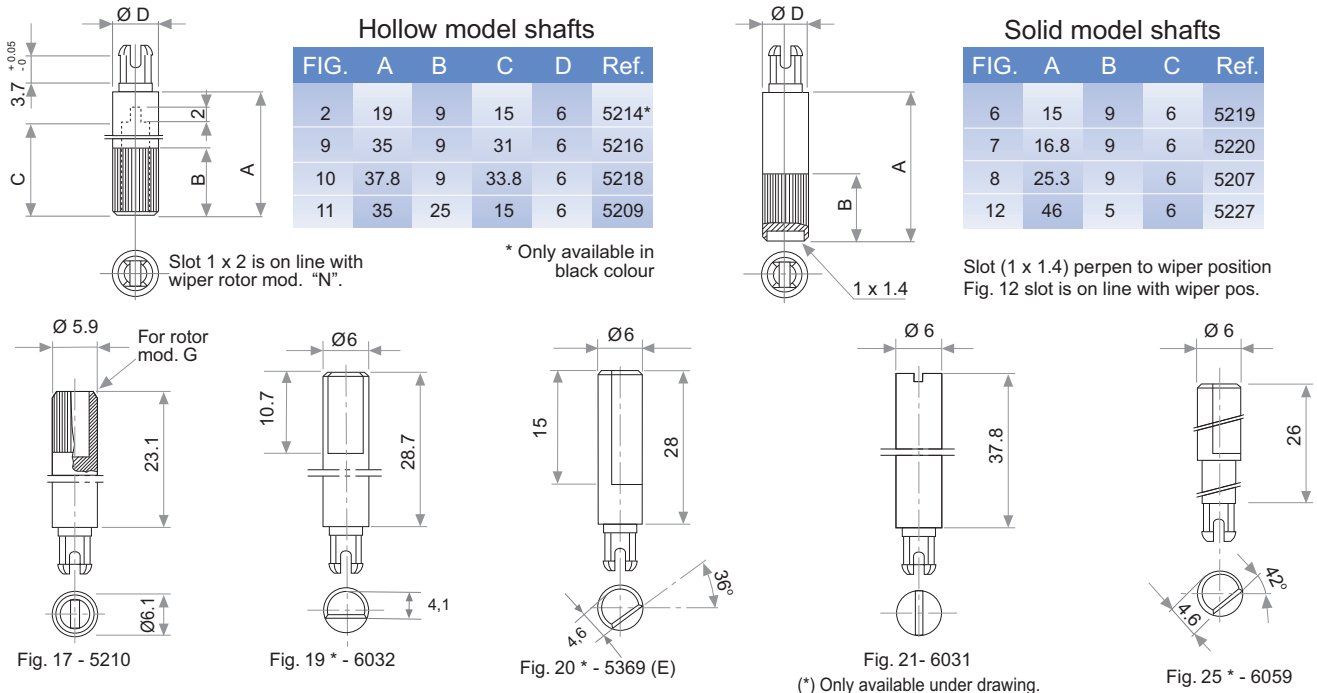 Ø D
+ 0.05
- 0
3.7
2
C
B
A
Slot 1 x 2 is on line with
wiper rotor mod. “N”.
Hollow model shafts
FIG. A B C D Ref.
2 19 9 15 6 5214*
9 35 9 31 6 5216
10 37.8 9 33.8 6 5218
11 35 25 15 6 5209
* Only available in
black colour
Ø D
A
B
1 x 1.4
Solid model shafts
FIG. A B C Ref.
6 15 9 6 5219
7 16.8 9 6 5220
8 25.3 9 6 5207
12 46 5 6 5227
Slot (1 x 1.4) perpen to wiper position
Fig. 12 slot is on line with wiper pos.
Ø 5.9
For rotor
mod. G
23.1
Ø6.1
Fig. 17 - 5210
Ø6
10.7
28.7
4,1
Fig. 19 * - 6032
Ø6
15
28
36º
4,6
Fig. 20 * - 5369 (E)
Ø 6
37.8
Fig. 21- 6031
(*) Only available under drawing.
Ø 6
26
42º
4.6
Fig. 25 * - 6059